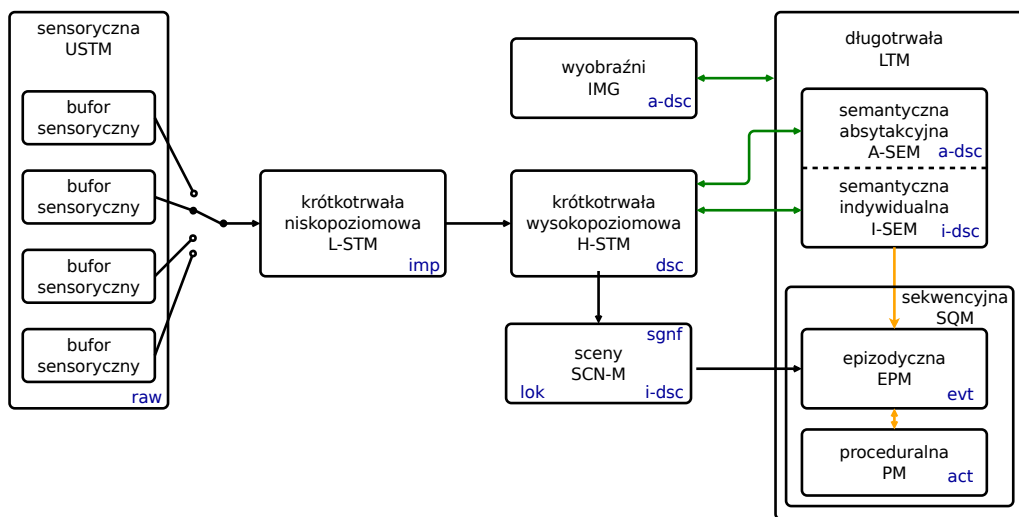 sensoryczna
USTM
bufor
sensoryczny
bufor
sensoryczny
bufor
sensoryczny
bufor
sensoryczny
raw
krótkotrwała
niskopoziomowa
L-STM
imp
wyobraźni
IMG
a-dsc
krótkotrwała
wysokopoziomowa
H-STM
dsc
sgnf
sceny
SCN-M
lok
i-dsc
długotrwała
LTM
semantyczna
absytakcyjna
A-SEM
a-dsc
semantyczna
indywidualna
I-SEM
i-dsc
sekwencyjna
SQM
epizodyczna
EPM
evt
proceduralna
PM
act